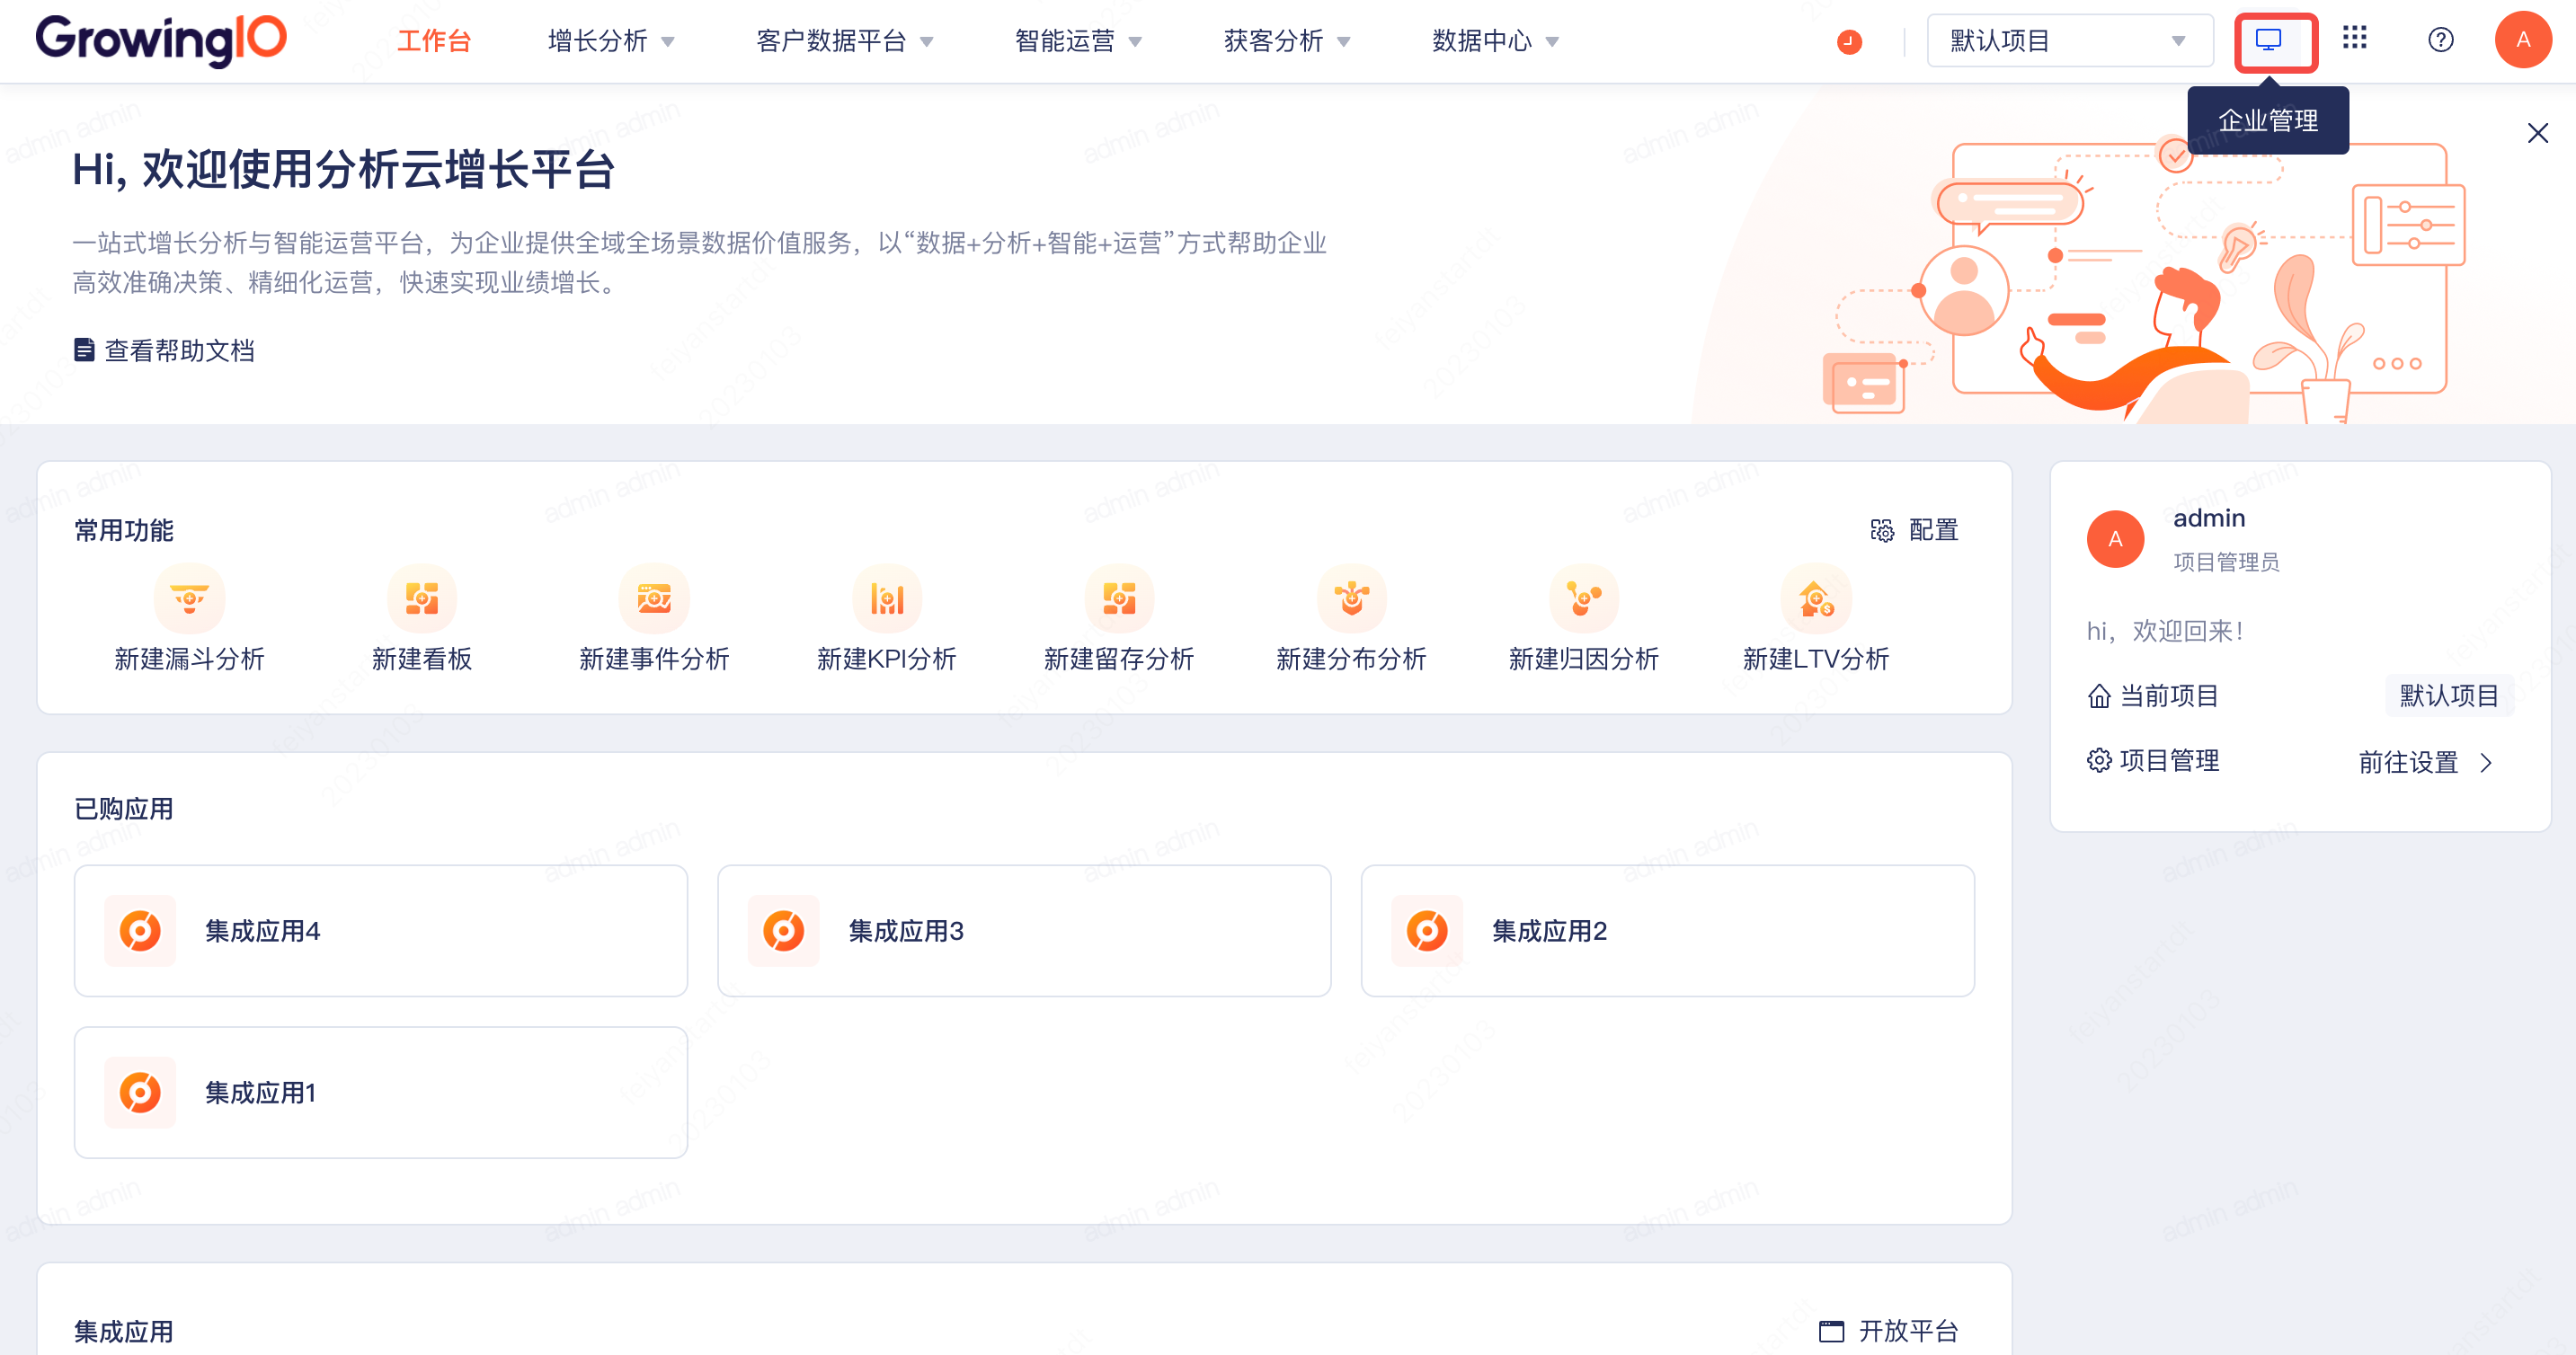 GrowingIO
工作台 增长分析 客户数据平台 智能运营 获客分析 数据中心 默认项目 A
企业管理
Hi, 欢迎使用分析云增长平台
一站式增长分析与智能运营平台，为企业提供全域全场景数据价值服务，以“数据+分析+智能+运营”方式帮助企业
高效准确决策、精细化运营，快速实现业绩增长。
查看帮助文档
常用功能 配置
新建漏斗分析 新建看板 新建事件分析 新建KPI分析 新建留存分析 新建分布分析 新建归因分析 新建LTV分析
A admin
项目管理员
hi，欢迎回来！
当前项目 默认项目
项目管理 前往设置
已购应用
集成应用4 集成应用3 集成应用2
集成应用1
集成应用 开放平台
admin admin
feiyanstartdt
20230103